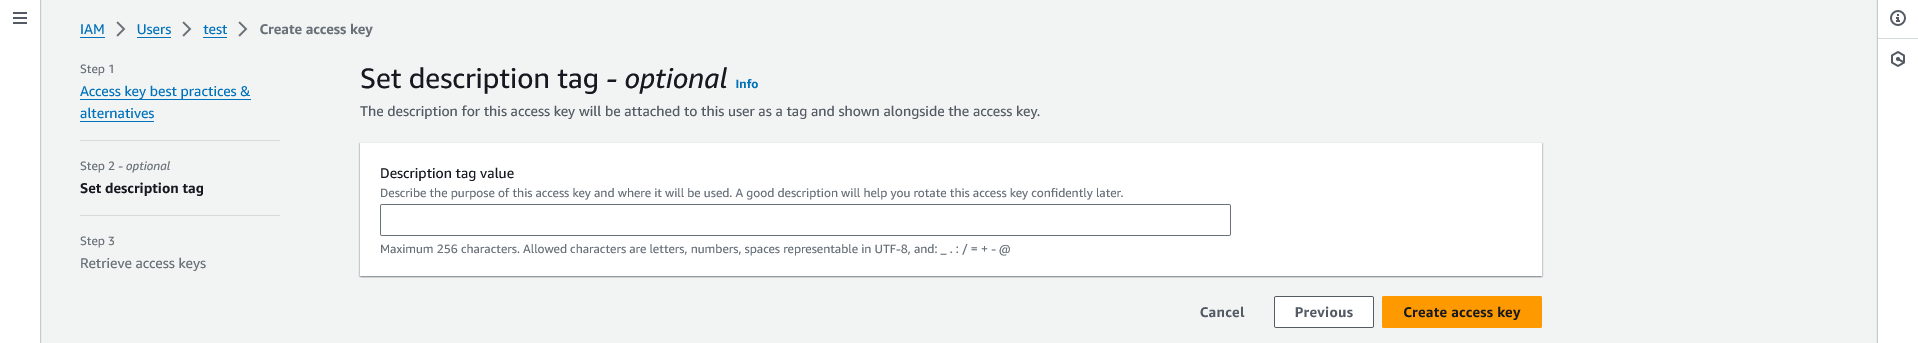 IAM > Users > test > Create access key
Step 1
Access key best practices &
alternatives
Step 2 - optional
Set description tag
Step 3
Retrieve access keys
Set description tag - optional Info
The description for this access key will be attached to this user as a tag and shown alongside the access key.
Description tag value
Describe the purpose of this access key and where it will be used. A good description will help you rotate this access key confidently later.
Maximum 256 characters. Allowed characters are letters, numbers, spaces representable in UTF-8, and: _ . : / = + - @
Cancel Previous Create access key